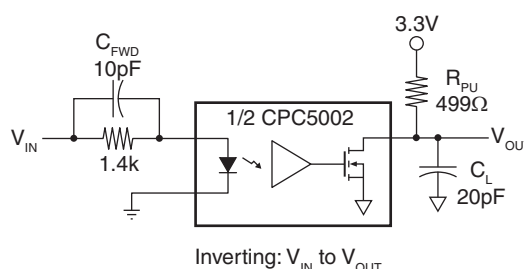 3.3V
C_FWD
10pF
R_PU
499Ω
1/2 CPC5002
V_IN
V_OU
1.4k
C_L
20pF
Inverting: V_IN to V_OUT